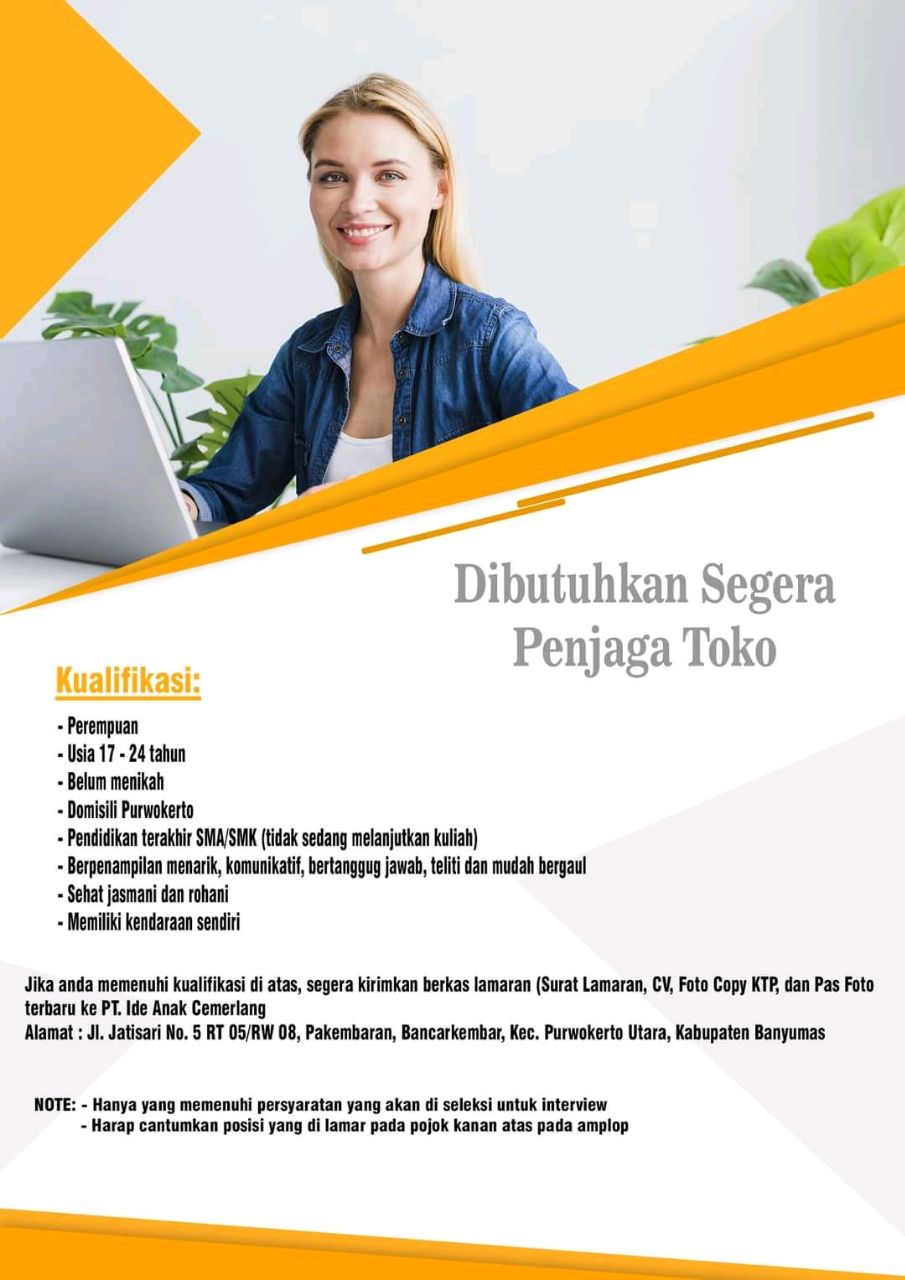 Dibutuhkan Segera
Penjaga Toko
Kualifikasi:
- Perempuan
- Usia 17 - 24 tahun
- Belum menikah
- Domisili Purwokerto
- Pendidikan terakhir SMA/SMK (tidak sedang melanjutkan kuliah)
- Berpenampilan menarik, komunikatif, bertanggug jawab, teliti dan mudah bergaul
- Sehat jasmani dan rohani
- Memiliki kendaraan sendiri
Jika anda memenuhi kualifikasi di atas, segera kirimkan berkas lamaran (Surat Lamaran, CV, Foto Copy KTP, dan Pas Foto
terbaru ke PT. Ide Anak Cemerlang
Alamat : Jl. Jatisari No. 5 RT 05/RW 08, Pakembaran, Bancarkembar, Kec. Purwokerto Utara, Kabupaten Banyumas
NOTE: - Hanya yang memenuhi persyaratan yang akan di seleksi untuk interview
- Harap cantumkan posisi yang di lamar pada pojok kanan atas pada amplop